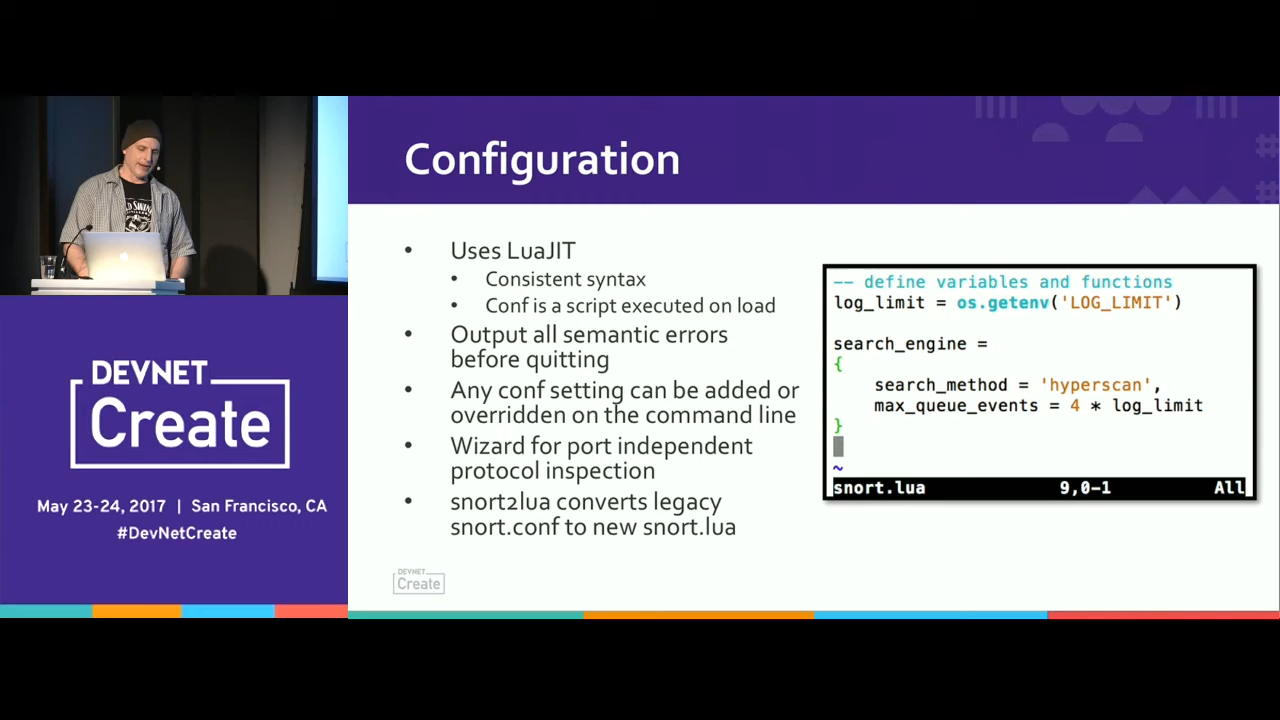 Configuration
• Uses LuaJIT
• Consistent syntax
• Conf is a script executed on load
• Output all semantic errors
before quitting
• Any conf setting can be added or
overridden on the command line
• Wizard for port independent
protocol inspection
• snort2lua converts legacy
snort.conf to new snort.lua
-- define variables and functions
log_limit = os.getenv('LOG_LIMIT')
search_engine =
{
search_method = 'hyperscan',
max_queue_events = 4 * log_limit
}
~
snort.lua 9,0-1 All
DEVNET
Create
DEVNET
Create
May 23-24, 2017 | San Francisco, CA
#DevNetCreate